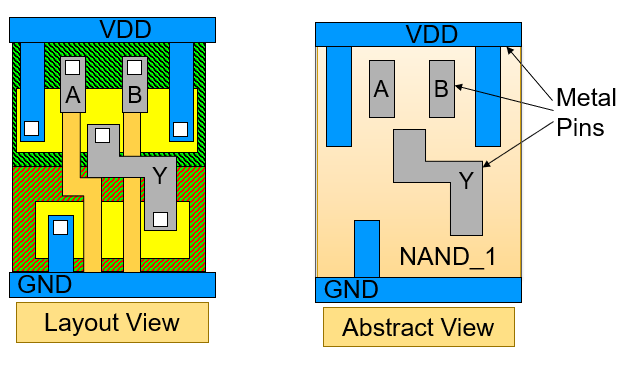 VDD
A
B
Y
GND
Layout View
VDD
A
B
Y
NAND_1
GND
Abstract View
Metal
Pins